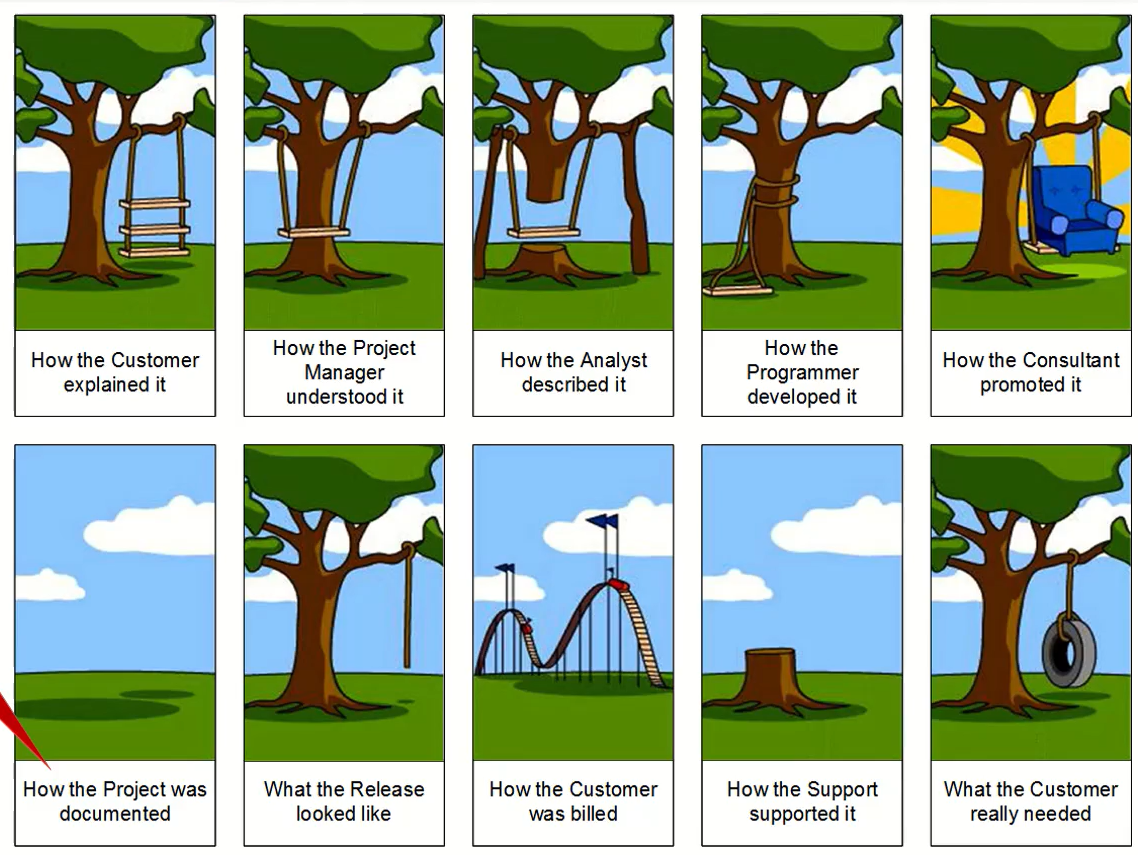 How the Customer
explained it
How the Project
Manager
understood it
How the Analyst
described it
How the
Programmer
developed it
How the Consultant
promoted it
How the Project was
documented
What the Release
looked like
How the Customer
was billed
How the Support
supported it
What the Customer
really needed